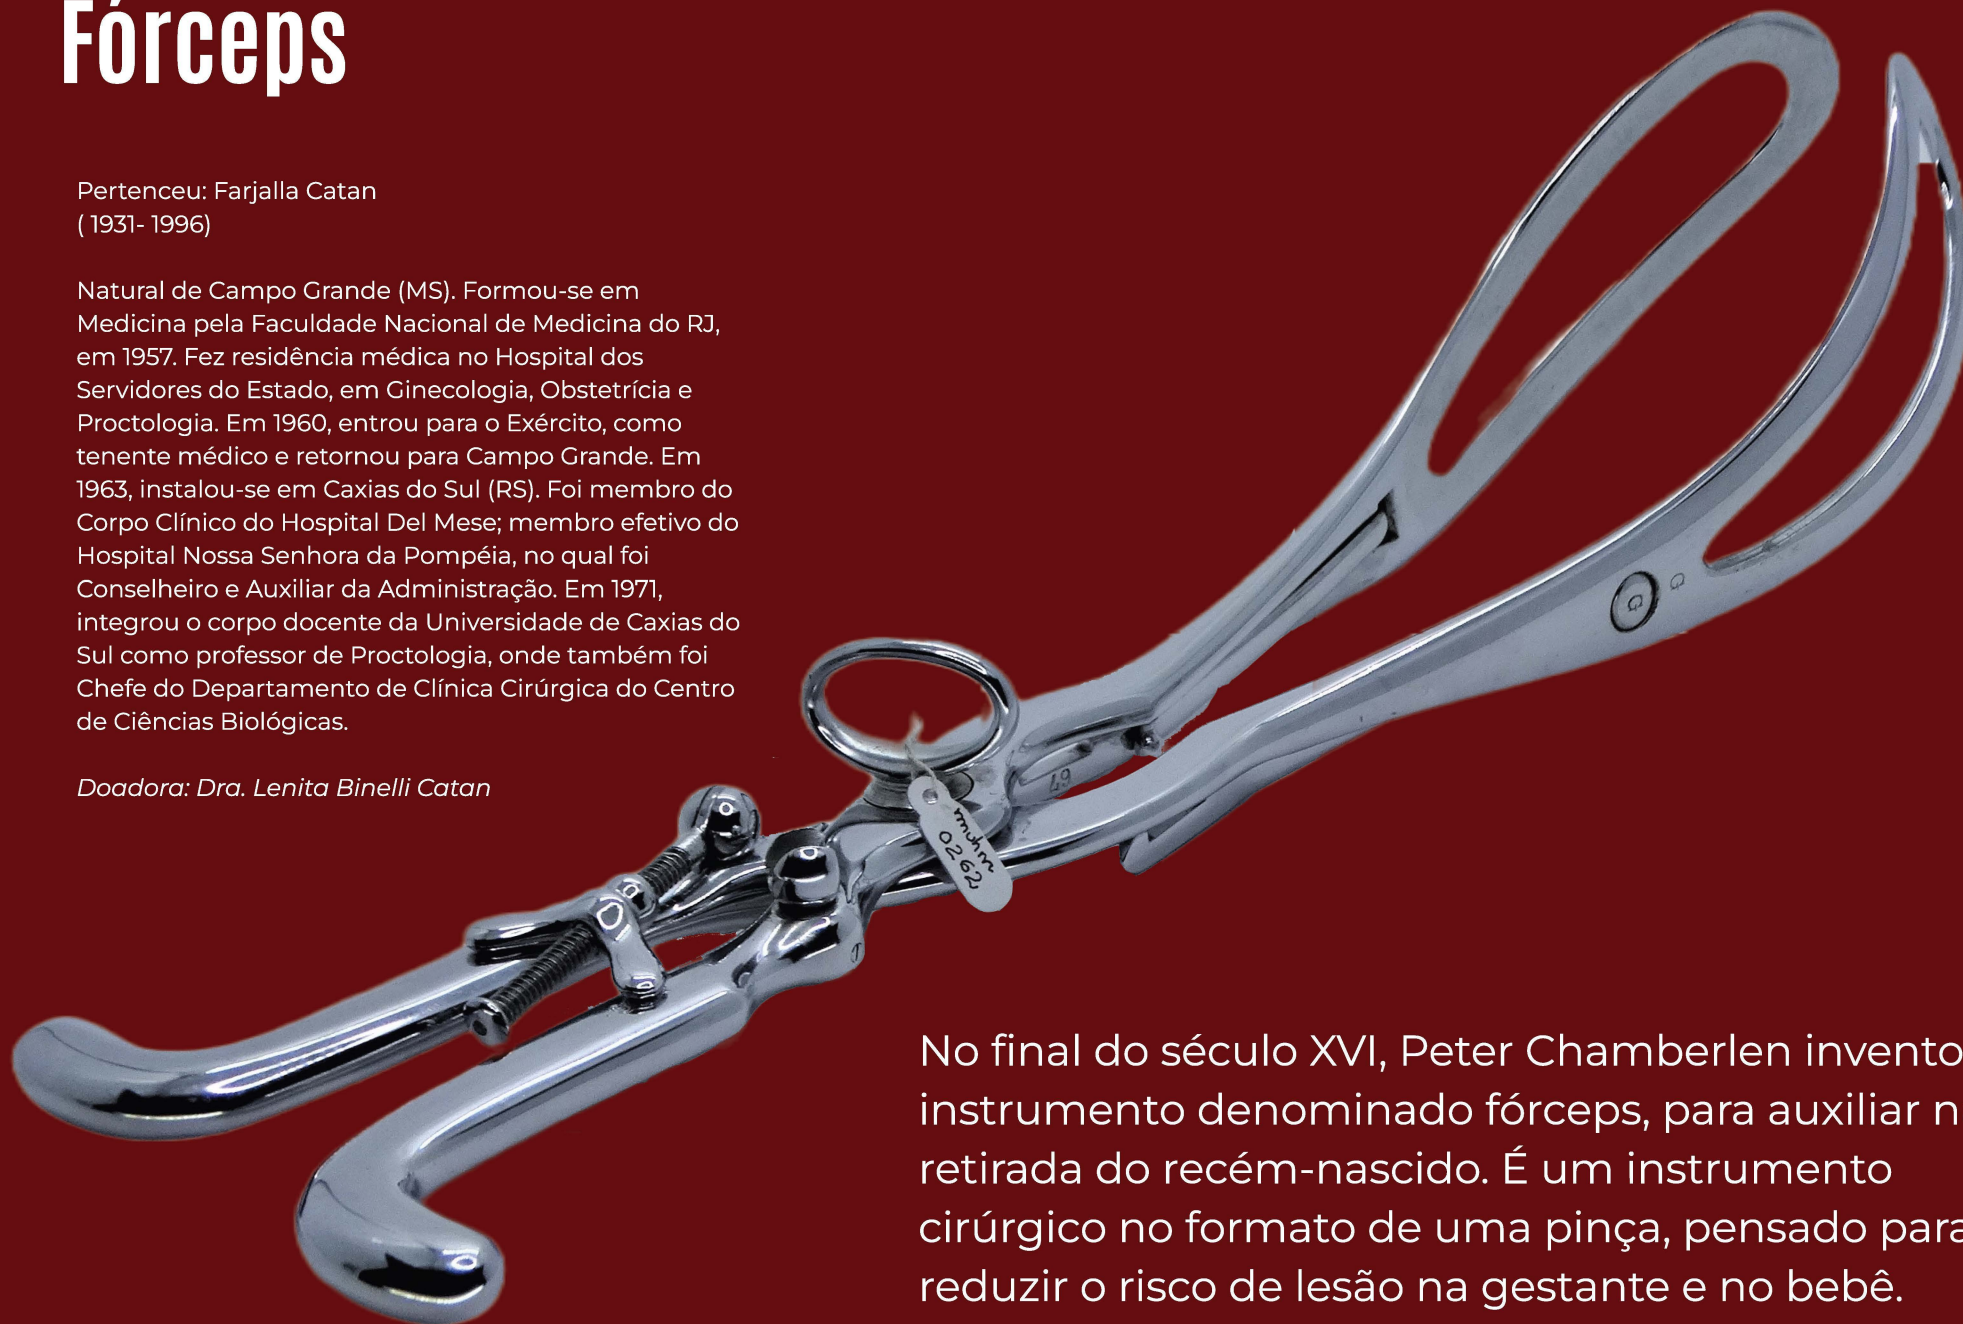 Fórceps
Pertenceu: Farjalla Catan
( 1931- 1996)
Natural de Campo Grande (MS). Formou-se em
Medicina pela Faculdade Nacional de Medicina do RJ,
em 1957. Fez residência médica no Hospital dos
Servidores do Estado, em Ginecologia, Obstetrícia e
Proctologia. Em 1960, entrou para o Exército, como
tenente médico e retornou para Campo Grande. Em
1963, instalou-se em Caxias do Sul (RS). Foi membro do
Corpo Clínico do Hospital Del Mese; membro efetivo do
Hospital Nossa Senhora da Pompéia, no qual foi
Conselheiro e Auxiliar da Administração. Em 1971,
integrou o corpo docente da Universidade de Caxias do
Sul como professor de Proctologia, onde também foi
Chefe do Departamento de Clínica Cirúrgica do Centro
de Ciências Biológicas.
Doadora: Dra. Lenita Binelli Catan
49
muhm
0262
G
G
No final do século XVI, Peter Chamberlen invento
instrumento denominado fórceps, para auxiliar n
retirada do recém-nascido. É um instrumento
cirúrgico no formato de uma pinça, pensado para
reduzir o risco de lesão na gestante e no bebê.